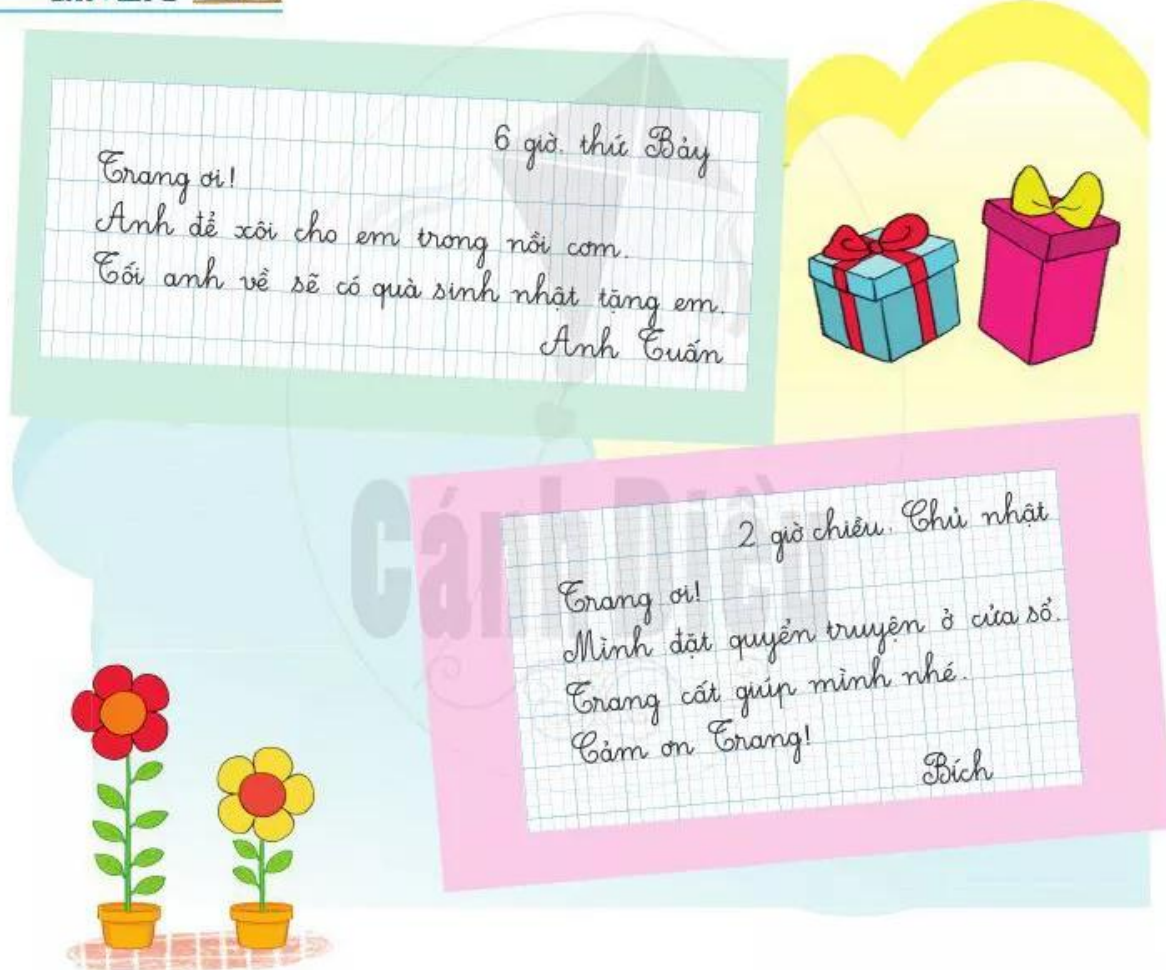 6 giờ. thứ Bảy
Trang ơi!
Anh để xôi cho em trong nồi cơm.
Tối anh về sẽ có quà sinh nhật tặng em.
Anh Tuấn
Cánh Diều
2 giờ chiều. Chủ nhật
Trang ơi!
Mình đặt quyển truyện ở cửa sổ.
Trang cất giúp mình nhé.
Cảm ơn Trang!
Bích